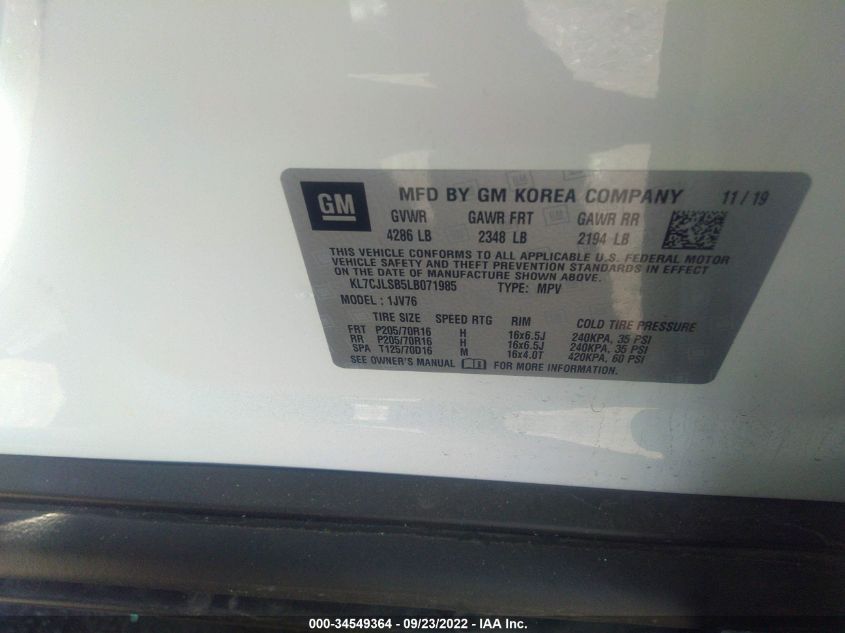 GM
MFD BY GM KOREA COMPANY 11/19
GVWR GAWR FRT GAWR RR
4286 LB 2348 LB 2194 LB
THIS VEHICLE CONFORMS TO ALL APPLICABLE U.S. FEDERAL MOTOR
VEHICLE SAFETY AND THEFT PREVENTION STANDARDS IN EFFECT
ON THE DATE OF MANUFACTURE SHOWN ABOVE.
KL7CJLSB5LB071985 TYPE: MPV
MODEL : 1JV76
TIRE SIZE SPEED RTG RIM COLD TIRE PRESSURE
FRT P205/70R16 H 16x6.5J 240KPA, 35 PSI
RR P205/70R16 H 16x6.5J 240KPA, 35 PSI
SPA T125/70D16 M 16x4.0T 420KPA, 60 PSI
SEE OWNER'S MANUAL FOR MORE INFORMATION.
000-34549364 / 09/23/2022 - IAA Inc.